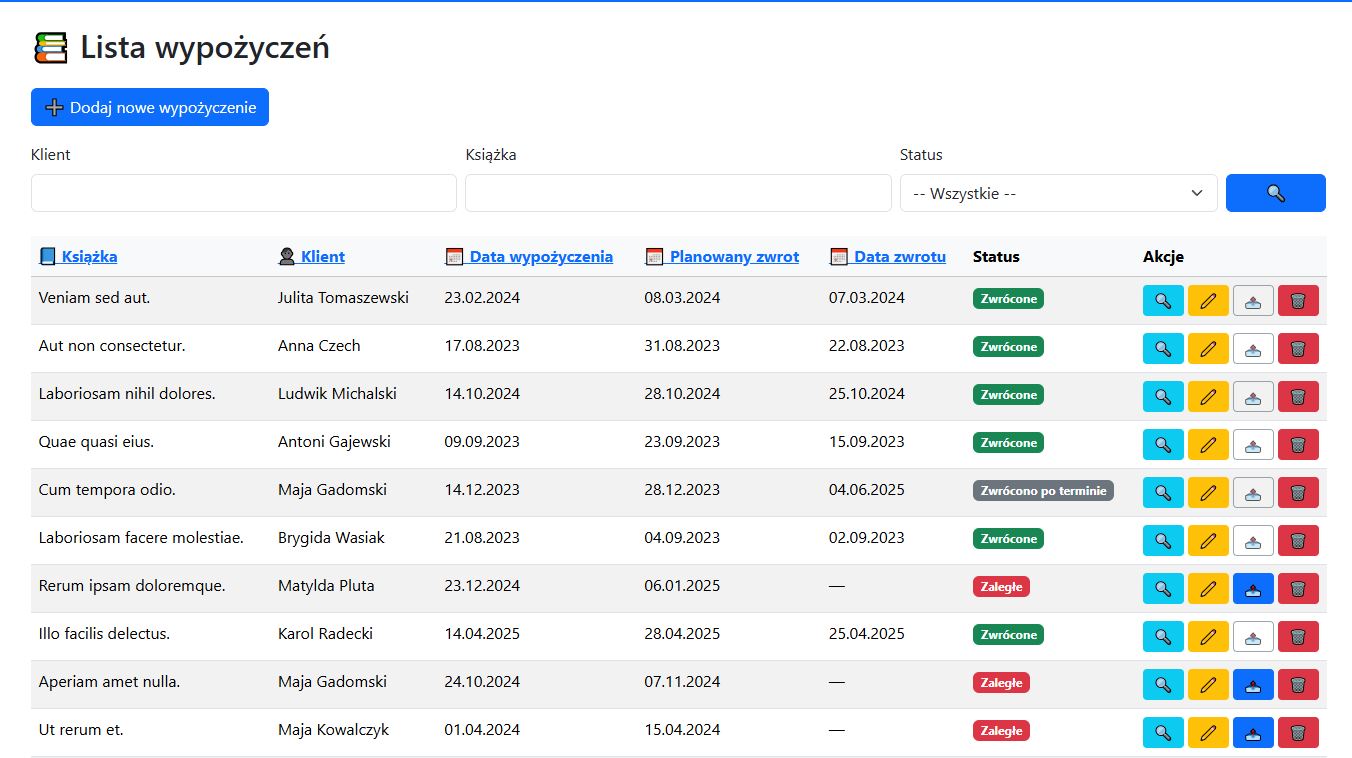 Lista wypożyczeń
Dodaj nowe wypożyczenie
Klient Książka Status
-- Wszystkie --
Książka Klient Data wypożyczenia Planowany zwrot Data zwrotu Status Akcje
Veniam sed aut. Julita Tomaszewski 23.02.2024 08.03.2024 07.03.2024 Zwrócone
Aut non consectetur. Anna Czech 17.08.2023 31.08.2023 22.08.2023 Zwrócone
Laboriosam nihil dolores. Ludwik Michalski 14.10.2024 28.10.2024 25.10.2024 Zwrócone
Quae quasi eius. Antoni Gajewski 09.09.2023 23.09.2023 15.09.2023 Zwrócone
Cum tempora odio. Maja Gadomski 14.12.2023 28.12.2023 04.06.2025 Zwrócono po terminie
Laboriosam facere molestiae. Brygida Wasiak 21.08.2023 04.09.2023 02.09.2023 Zwrócone
Rerum ipsam doloremque. Matylda Pluta 23.12.2024 06.01.2025 — Zaległe
Illo facilis delectus. Karol Radecki 14.04.2025 28.04.2025 25.04.2025 Zwrócone
Aperiam amet nulla. Maja Gadomski 24.10.2024 07.11.2024 — Zaległe
Ut rerum et. Maja Kowalczyk 01.04.2024 15.04.2024 — Zaległe